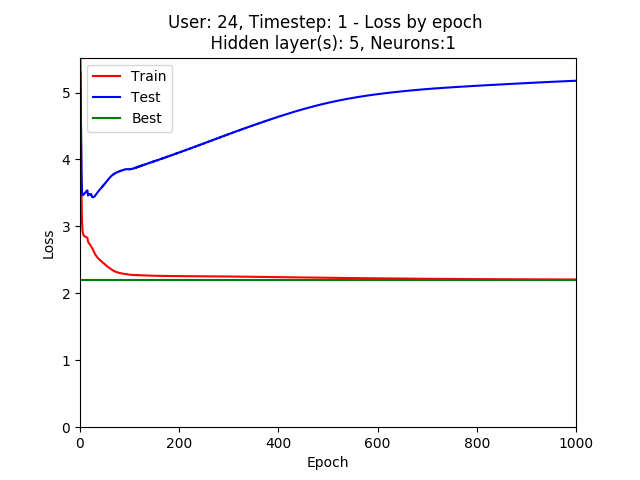 User: 24, Timestep: 1 - Loss by epoch
Hidden layer(s): 5, Neurons:1
Train
Test
Best
5
4
3
2
1
0
Loss
0 200 400 600 800 1000
Epoch